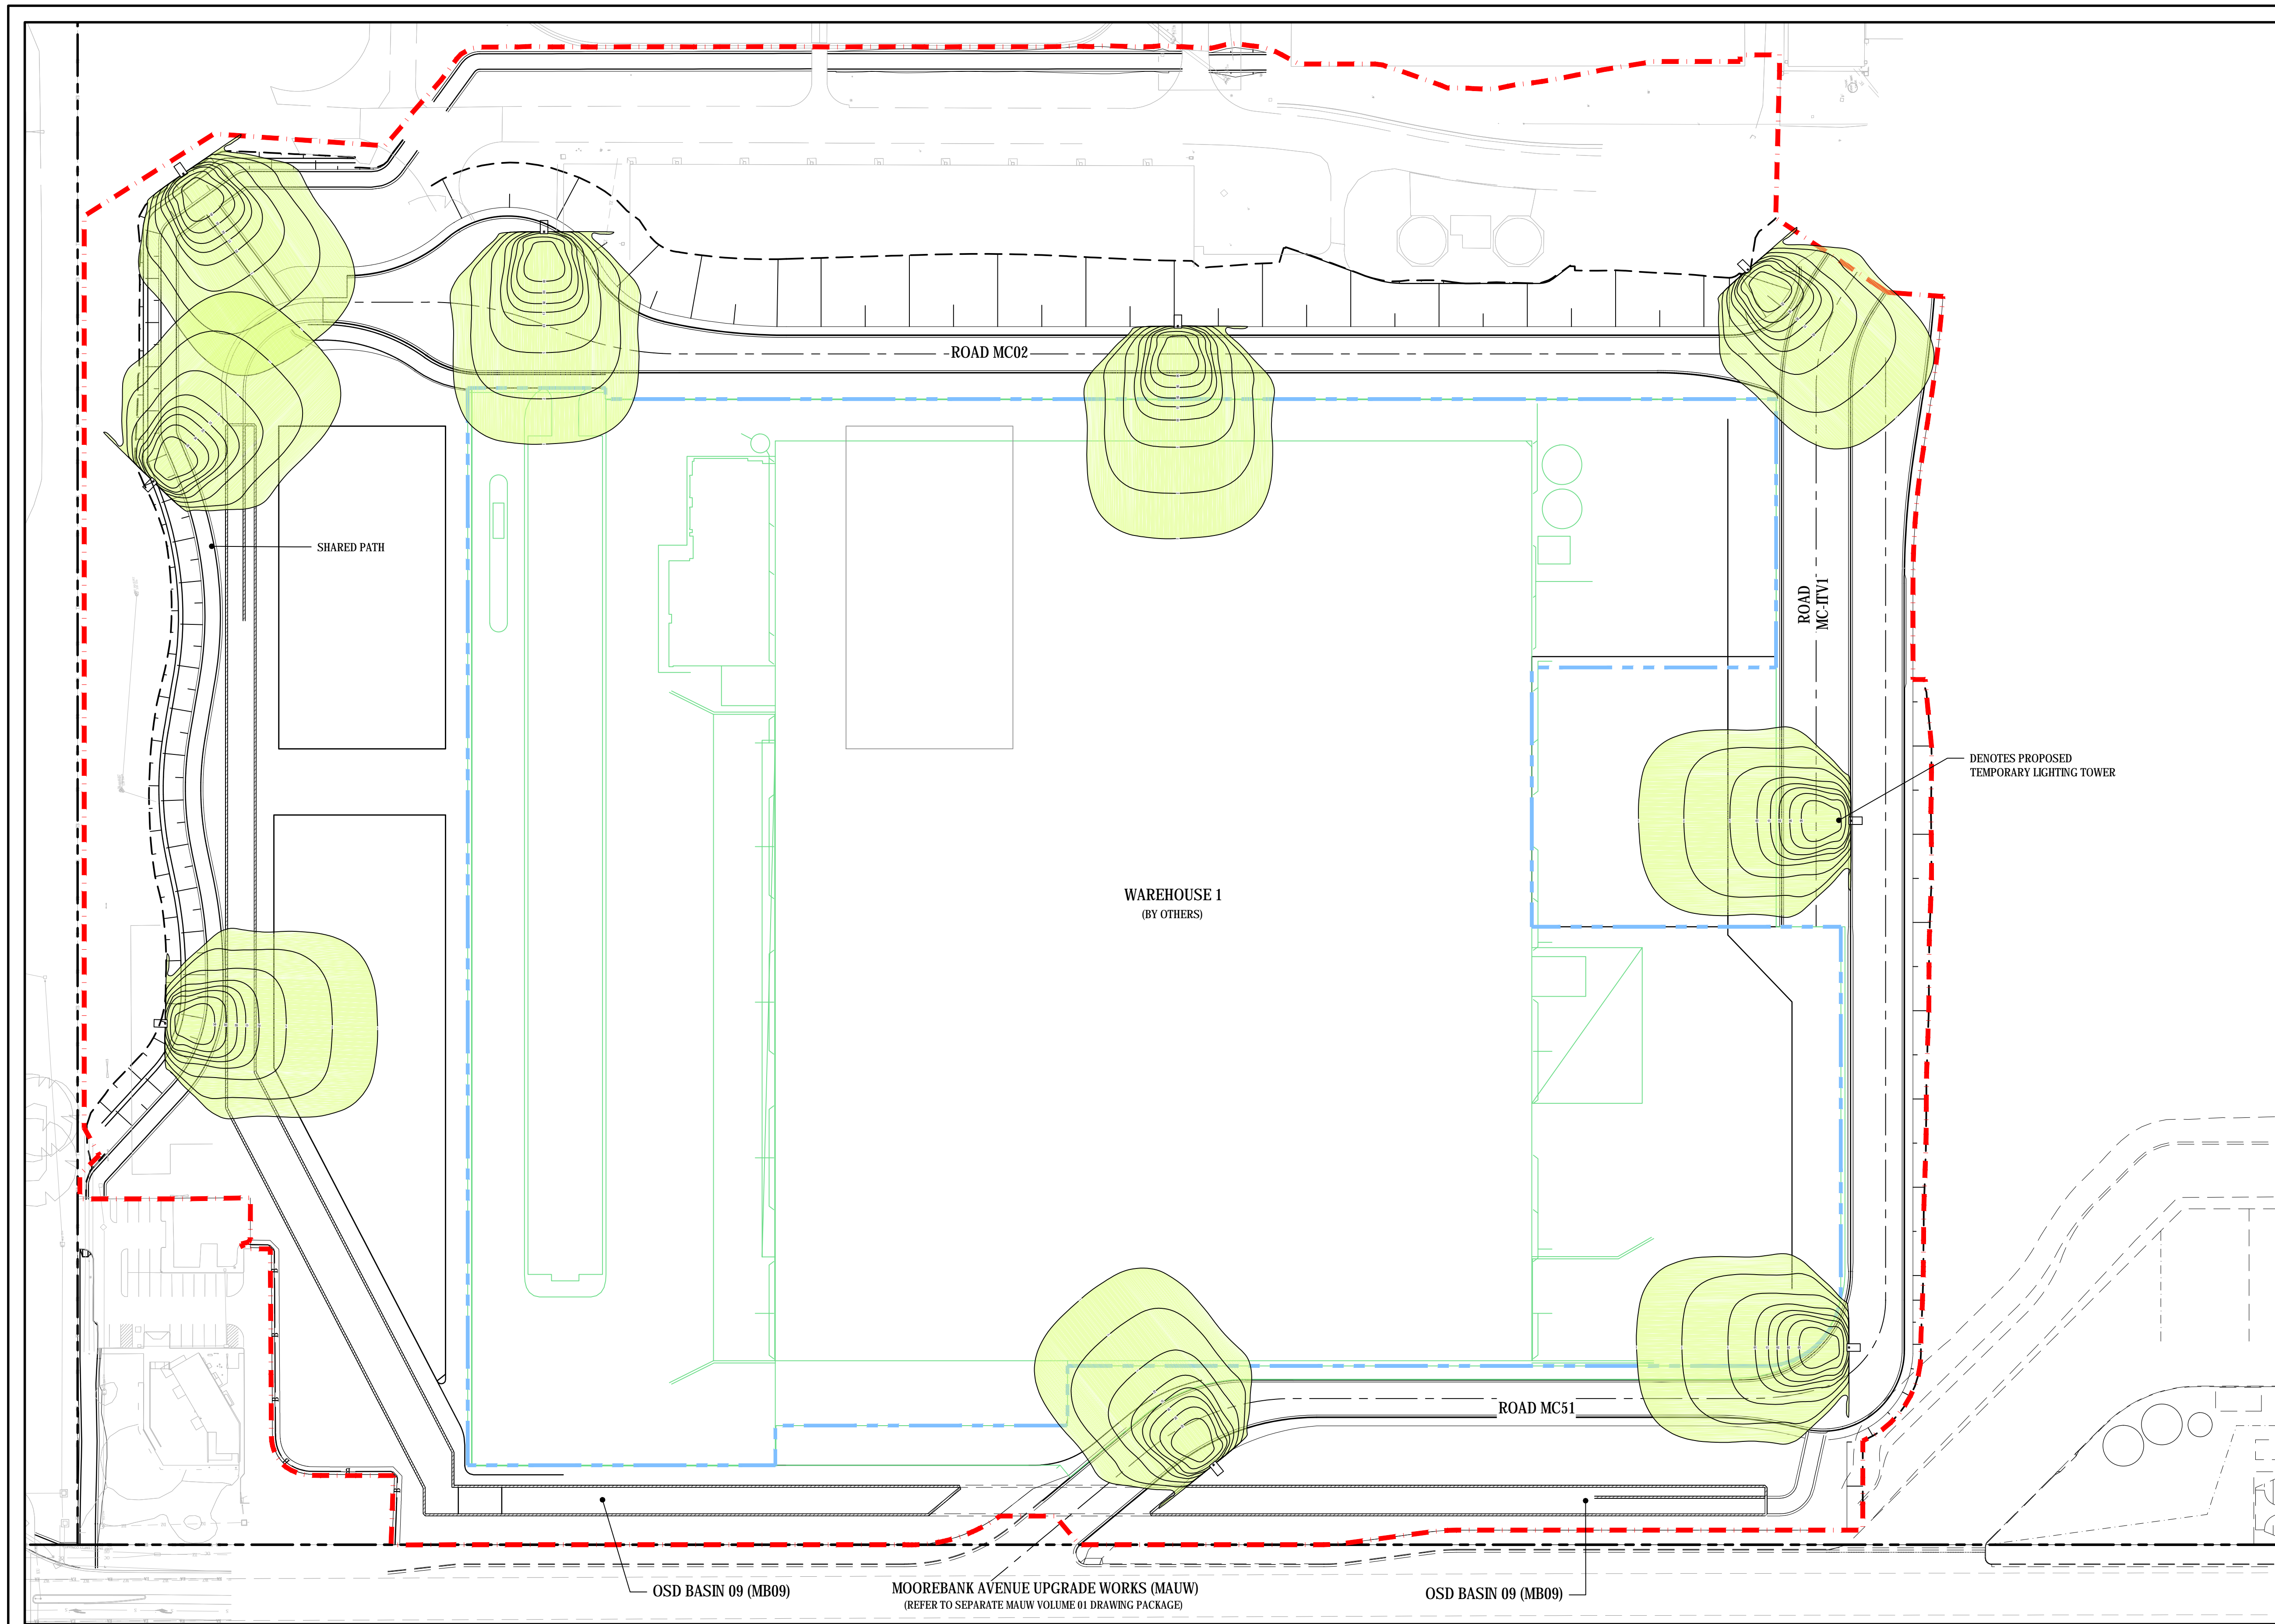 ROAD MC02
SHARED PATH
ROAD
MC-ITV1
DENOTES PROPOSED
TEMPORARY LIGHTING TOWER
WAREHOUSE 1
(BY OTHERS)
ROAD MC51
OSD BASIN 09 (MB09)
MOOREBANK AVENUE UPGRADE WORKS (MAUW)
(REFER TO SEPARATE MAUW VOLUME 01 DRAWING PACKAGE)
OSD BASIN 09 (MB09)